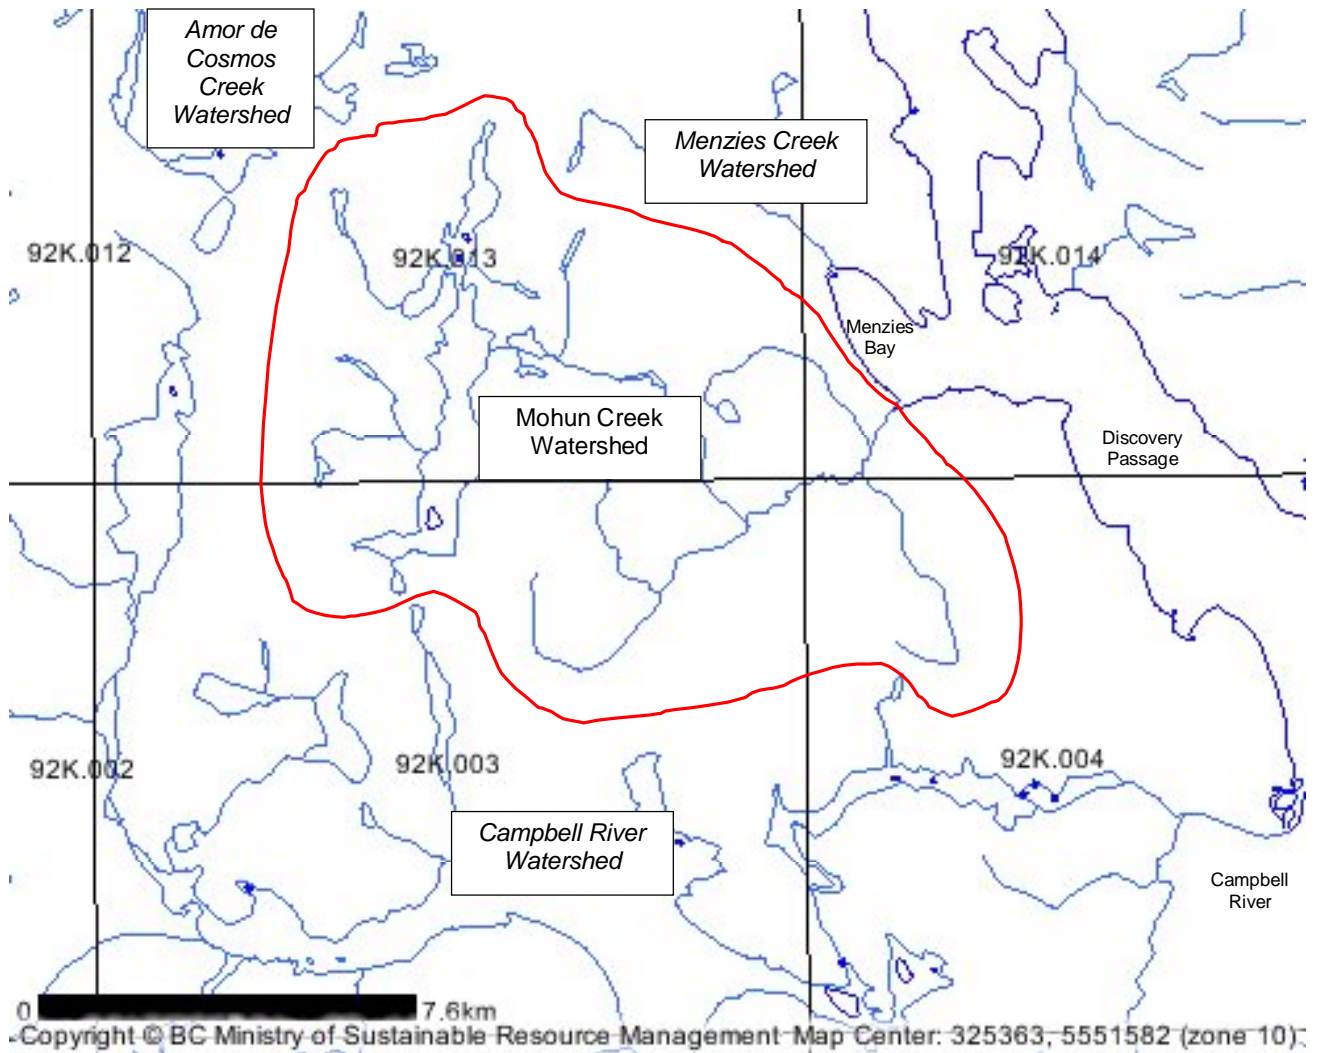 Amor de
Cosmos
Creek
Watershed
Menzies Creek
Watershed
92K.012
92K.013
92K.014
Menzies
Bay
Mohun Creek
Watershed
Discovery
Passage
92K.002
92K.003
92K.004
Campbell River
Watershed
Campbell
River
0
7.6km
Copyright © BC Ministry of Sustainable Resource Management Map Center: 325363, 5551582 (zone 10)